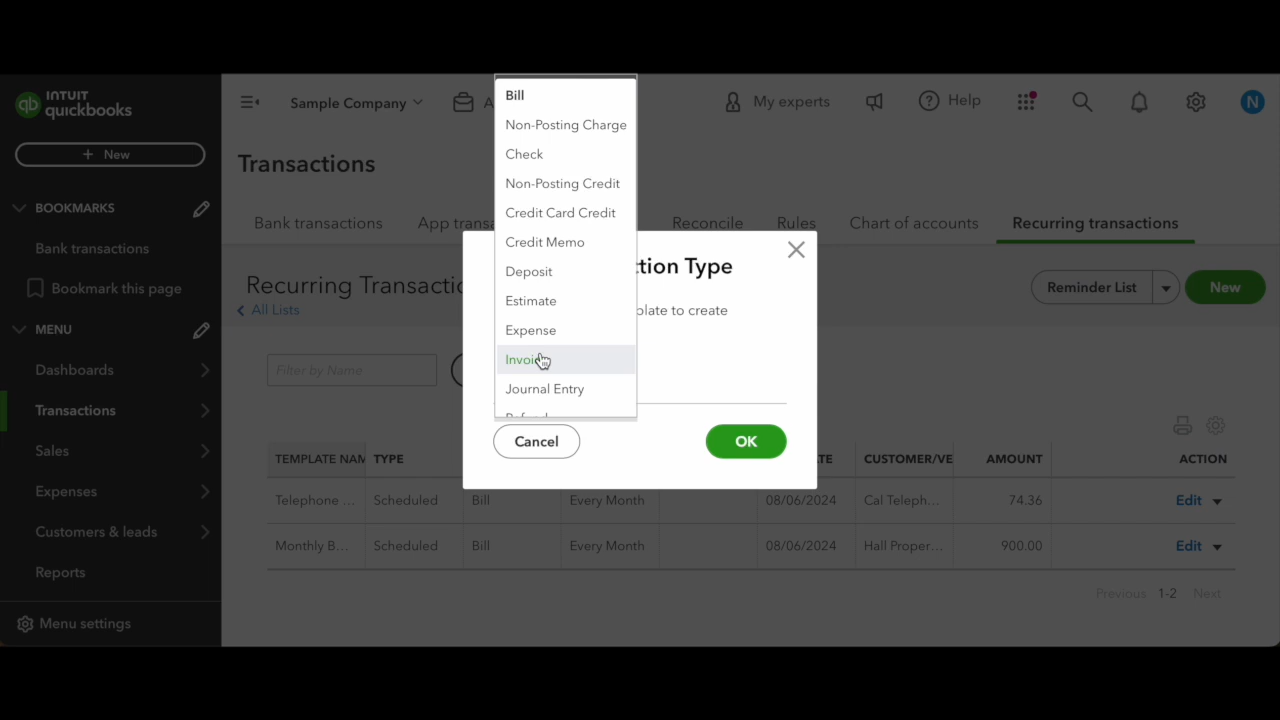 INTUIT
quickbooks
Sample Company
My experts
Help
N
+ New
Transactions
BOOKMARKS
Bank transactions
Bookmark this page
MENU
Dashboards
Transactions
Sales
Expenses
Customers & leads
Reports
Menu settings
Bank transactions
App transa
Reconcile
Rules
Chart of accounts
Recurring transactions
Recurring Transactio
All Lists
Reminder List
New
Filter by Name
ction Type
plate to create
Bill
Non-Posting Charge
Check
Non-Posting Credit
Credit Card Credit
Credit Memo
Deposit
Estimate
Expense
Invoi
Journal Entry
Cancel
OK
TEMPLATE NAM TYPE TE CUSTOMER/VE AMOUNT ACTION
Telephone ... Scheduled Bill Every Month 08/06/2024 Cal Teleph... 74.36 Edit
Monthly B... Scheduled Bill Every Month 08/06/2024 Hall Proper... 900.00 Edit
Previous 1-2 Next